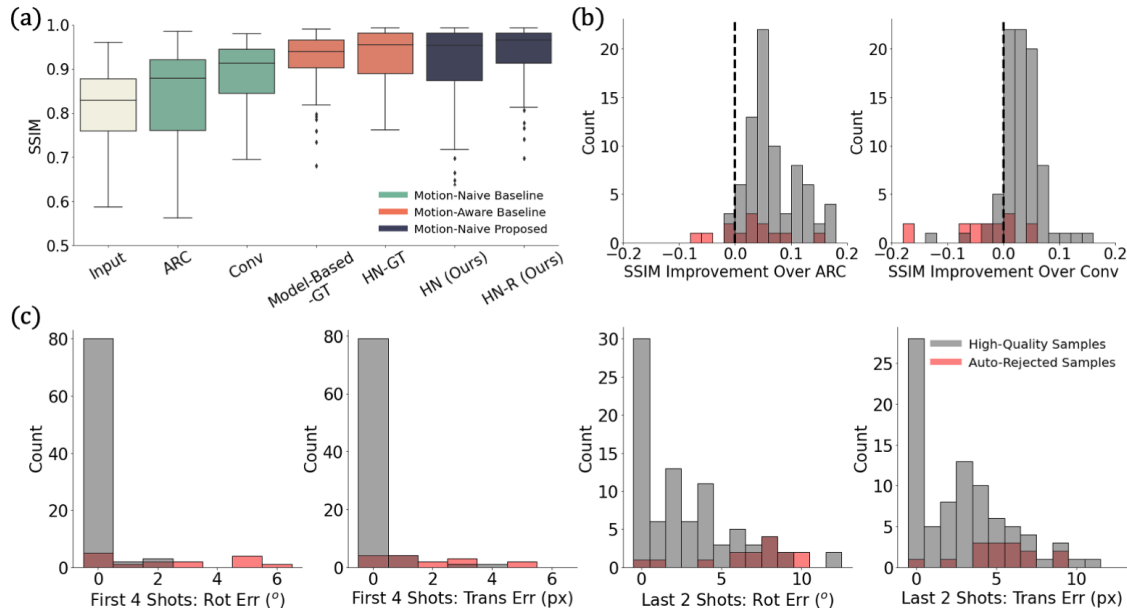 (a)
1.0
0.9
0.8
0.7
0.6
0.5
SSIM
Input
ARC
Conv
Model-Based
-GT
HN-GT
HN (Ours)
HN-R (Ours)
Motion-Naive Baseline
Motion-Aware Baseline
Motion-Naive Proposed
(b)
20
15
10
5
0
Count
−0.2 −0.1 0.0 0.1 0.2
SSIM Improvement Over ARC
20
15
10
5
0
Count
−0.2 −0.1 0.0 0.1 0.2
SSIM Improvement Over Conv
(c)
80
60
40
20
0
Count
0 2 4 6
First 4 Shots: Rot Err (°)
80
60
40
20
0
Count
0 2 4 6
First 4 Shots: Trans Err (px)
30
25
20
15
10
5
0
Count
0 5 10
Last 2 Shots: Rot Err (°)
25
20
15
10
5
0
Count
0 5 10
Last 2 Shots: Trans Err (px)
High-Quality Samples
Auto-Rejected Samples